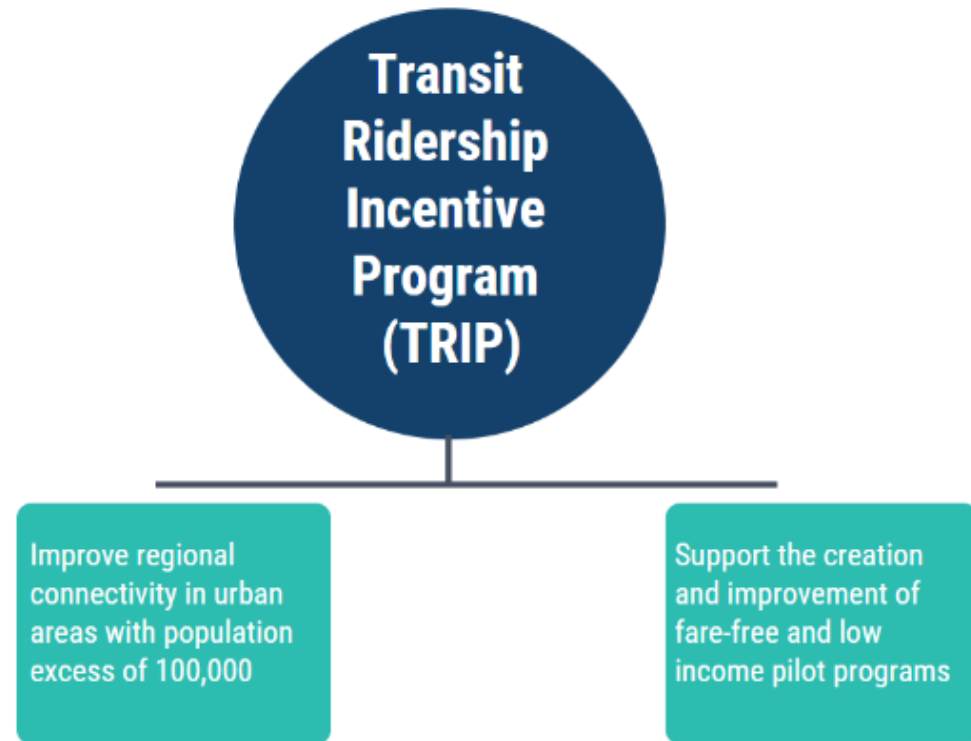 Transit
Ridership
Incentive
Program
(TRIP)
Improve regional
connectivity in urban
areas with population
excess of 100,000
Support the creation
and improvement of
fare-free and low
income pilot programs